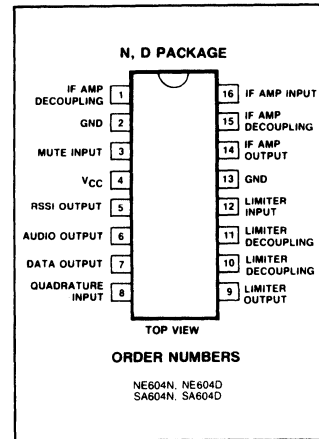 N, D PACKAGE
IF AMP
DECOUPLING 1
GND 2
MUTE INPUT 3
VCC 4
RSSI OUTPUT 5
AUDIO OUTPUT 6
DATA OUTPUT 7
QUADRATURE
INPUT 8
16 IF AMP INPUT
15 IF AMP
DECOUPLING
14 IF AMP
OUTPUT
13 GND
12 LIMITER
INPUT
11 LIMITER
DECOUPLING
10 LIMITER
DECOUPLING
9 LIMITER
OUTPUT
TOP VIEW
ORDER NUMBERS
NE604N, NE604D
SA604N, SA604D